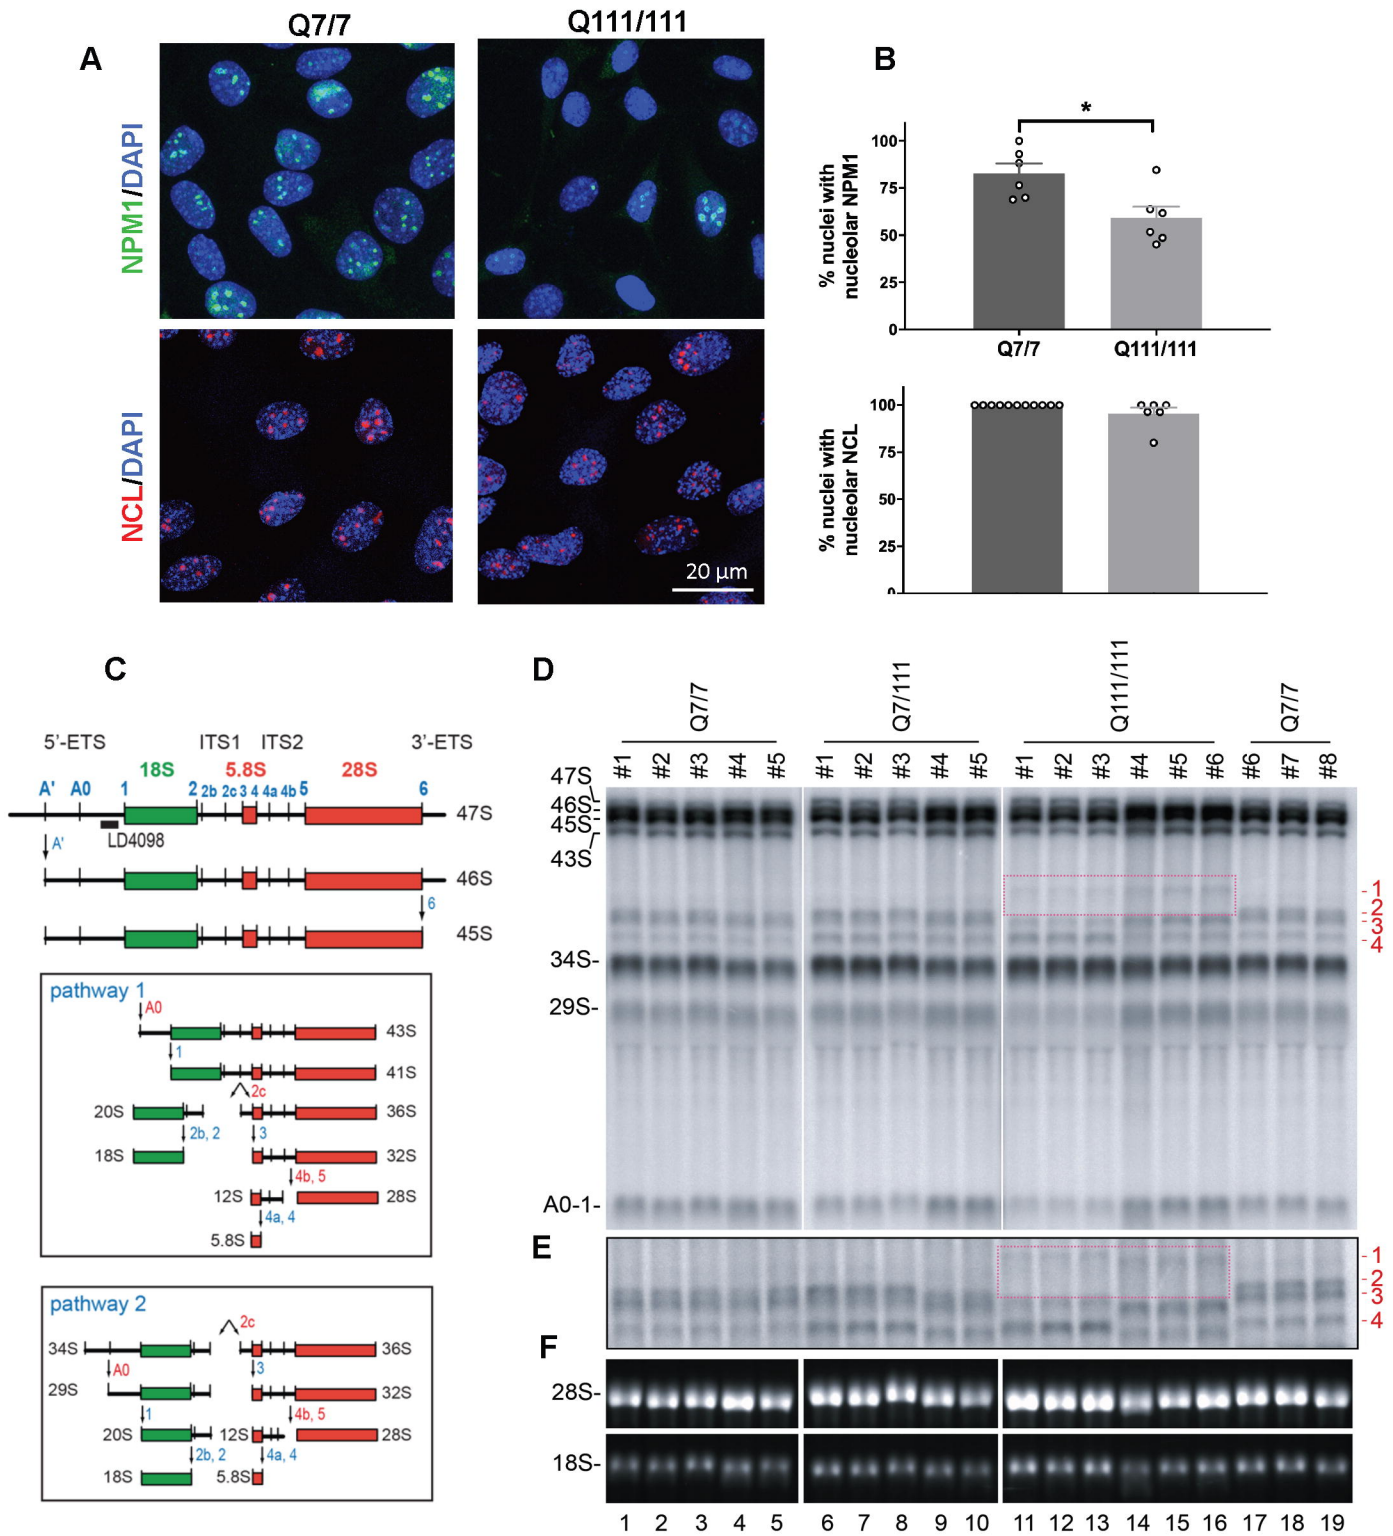 A
Q7/7
Q111/111
NPM1/DAPI
NCL/DAPI
20 µm
B
*
% nuclei with
nucleolar NPM1
100
75
50
25
0
Q7/7
Q111/111
% nuclei with
nucleolar NCL
100
75
50
25
0
C
5'-ETS
ITS1
ITS2
3'-ETS
18S
5.8S
28S
A' A0 1 2 2b 2c 3 4 4a 4b 5 6
47S
LD4098
A'
46S
6
45S
pathway 1
A0
43S
1
41S
2c
20S
36S
2b, 2
3
18S
32S
4b, 5
12S
28S
4a, 4
5.8S
pathway 2
2c
34S
36S
A0
3
29S
32S
1
4b, 5
20S
12S
28S
2b, 2
4a, 4
18S
5.8S
D
Q7/7
Q7/111
Q111/111
Q7/7
#1 #2 #3 #4 #5
#1 #2 #3 #4 #5
#1 #2 #3 #4 #5 #6
#6 #7 #8
47S
46S
45S
43S
34S-
29S-
A0-1-
-1
-2
-3
-4
E
-1
-2
-3
-4
F
28S-
18S-
1 2 3 4 5 6 7 8 9 10 11 12 13 14 15 16 17 18 19